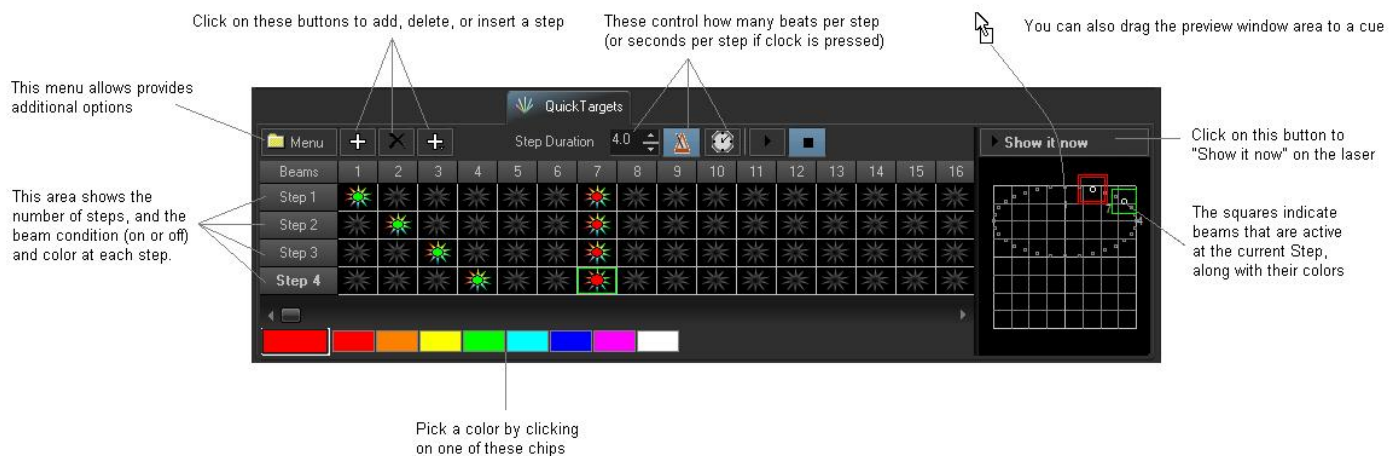 Click on these buttons to add, delete, or insert a step
These control how many beats per step
(or seconds per step if clock is pressed)
You can also drag the preview window area to a cue
This menu allows provides
additional options
QuickTargets
Menu
Step Duration 4.0
Show it now
Click on this button to
"Show it now" on the laser
Beams 1 2 3 4 5 6 7 8 9 10 11 12 13 14 15 16
Step 1
Step 2
Step 3
Step 4
This area shows the
number of steps, and the
beam condition (on or off)
and color at each step.
The squares indicate
beams that are active
at the current Step,
along with their colors
Pick a color by clicking
on one of these chips